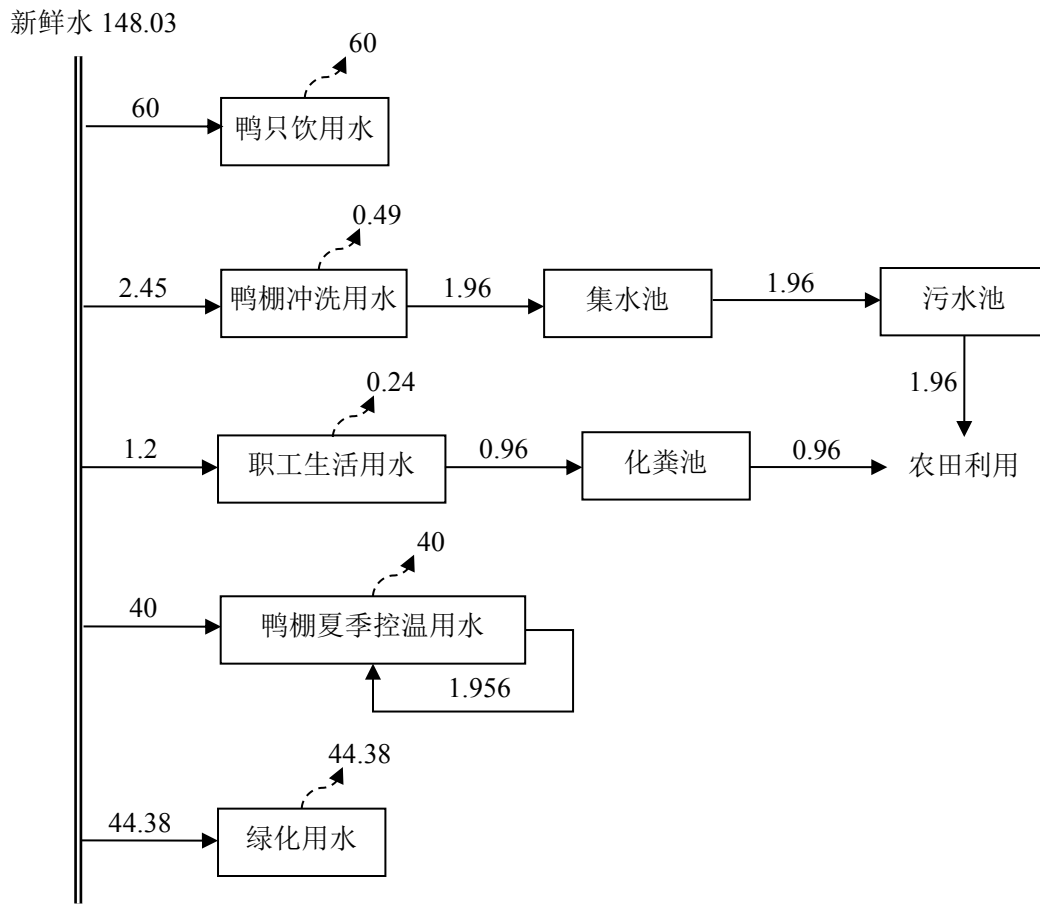 新鲜水 148.03
60
60
鸭只饮用水
0.49
2.45
鸭棚冲洗用水
1.96
集水池
1.96
污水池
1.96
0.24
1.2
职工生活用水
0.96
化粪池
0.96
农田利用
40
40
鸭棚夏季控温用水
1.956
44.38
44.38
绿化用水